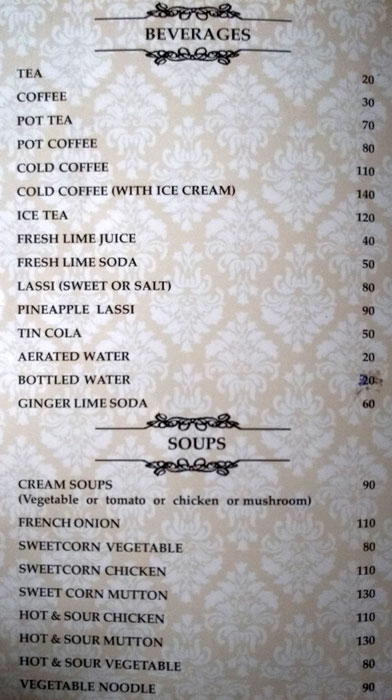 BEVERAGES
TEA 20
COFFEE 30
POT TEA 70
POT COFFEE 80
COLD COFFEE 110
COLD COFFEE (WITH ICE CREAM) 140
ICE TEA 120
FRESH LIME JUICE 40
FRESH LIME SODA 50
LASSI (SWEET OR SALT) 80
PINEAPPLE LASSI 90
TIN COLA 50
AERATED WATER 20
BOTTLED WATER 20
GINGER LIME SODA 60
SOUPS
CREAM SOUPS 90
(Vegetable or tomato or chicken or mushroom)
FRENCH ONION 110
SWEETCORN VEGETABLE 80
SWEETCORN CHICKEN 110
SWEET CORN MUTTON 130
HOT & SOUR CHICKEN 110
HOT & SOUR MUTTON 130
HOT & SOUR VEGETABLE 80
VEGETABLE NOODLE 90